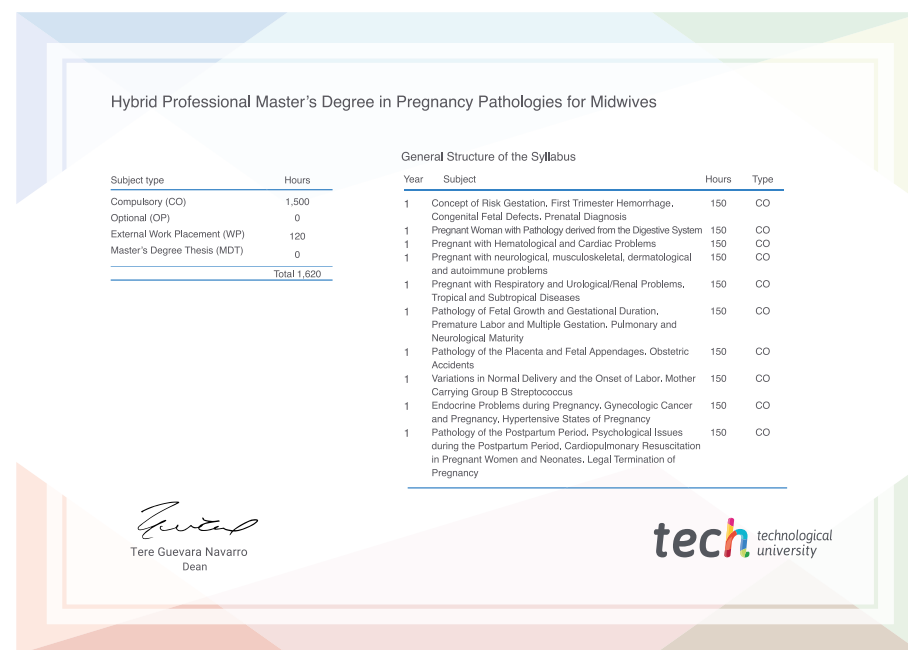 Hybrid Professional Master's Degree in Pregnancy Pathologies for Midwives
Subject type Hours
Compulsory (CO) 1,500
Optional (OP) 0
External Work Placement (WP) 120
Master's Degree Thesis (MDT) 0
Total 1,620
General Structure of the Syllabus
Year Subject Hours Type
1 Concept of Risk Gestation. First Trimester Hemorrhage. 150 CO
Congenital Fetal Defects. Prenatal Diagnosis
1 Pregnant Woman with Pathology derived from the Digestive System 150 CO
1 Pregnant with Hematological and Cardiac Problems 150 CO
1 Pregnant with neurological, musculoskeletal, dermatological 150 CO
and autoimmune problems
1 Pregnant with Respiratory and Urological/Renal Problems. 150 CO
Tropical and Subtropical Diseases
1 Pathology of Fetal Growth and Gestational Duration. 150 CO
Premature Labor and Multiple Gestation. Pulmonary and
Neurological Maturity
1 Pathology of the Placenta and Fetal Appendages. Obstetric 150 CO
Accidents
1 Variations in Normal Delivery and the Onset of Labor. Mother 150 CO
Carrying Group B Streptococcus
1 Endocrine Problems during Pregnancy. Gynecologic Cancer 150 CO
and Pregnancy. Hypertensive States of Pregnancy
1 Pathology of the Postpartum Period. Psychological Issues 150 CO
during the Postpartum Period. Cardiopulmonary Resuscitation
in Pregnant Women and Neonates. Legal Termination of
Pregnancy
Tere Guevara Navarro
Dean
tech technological
university